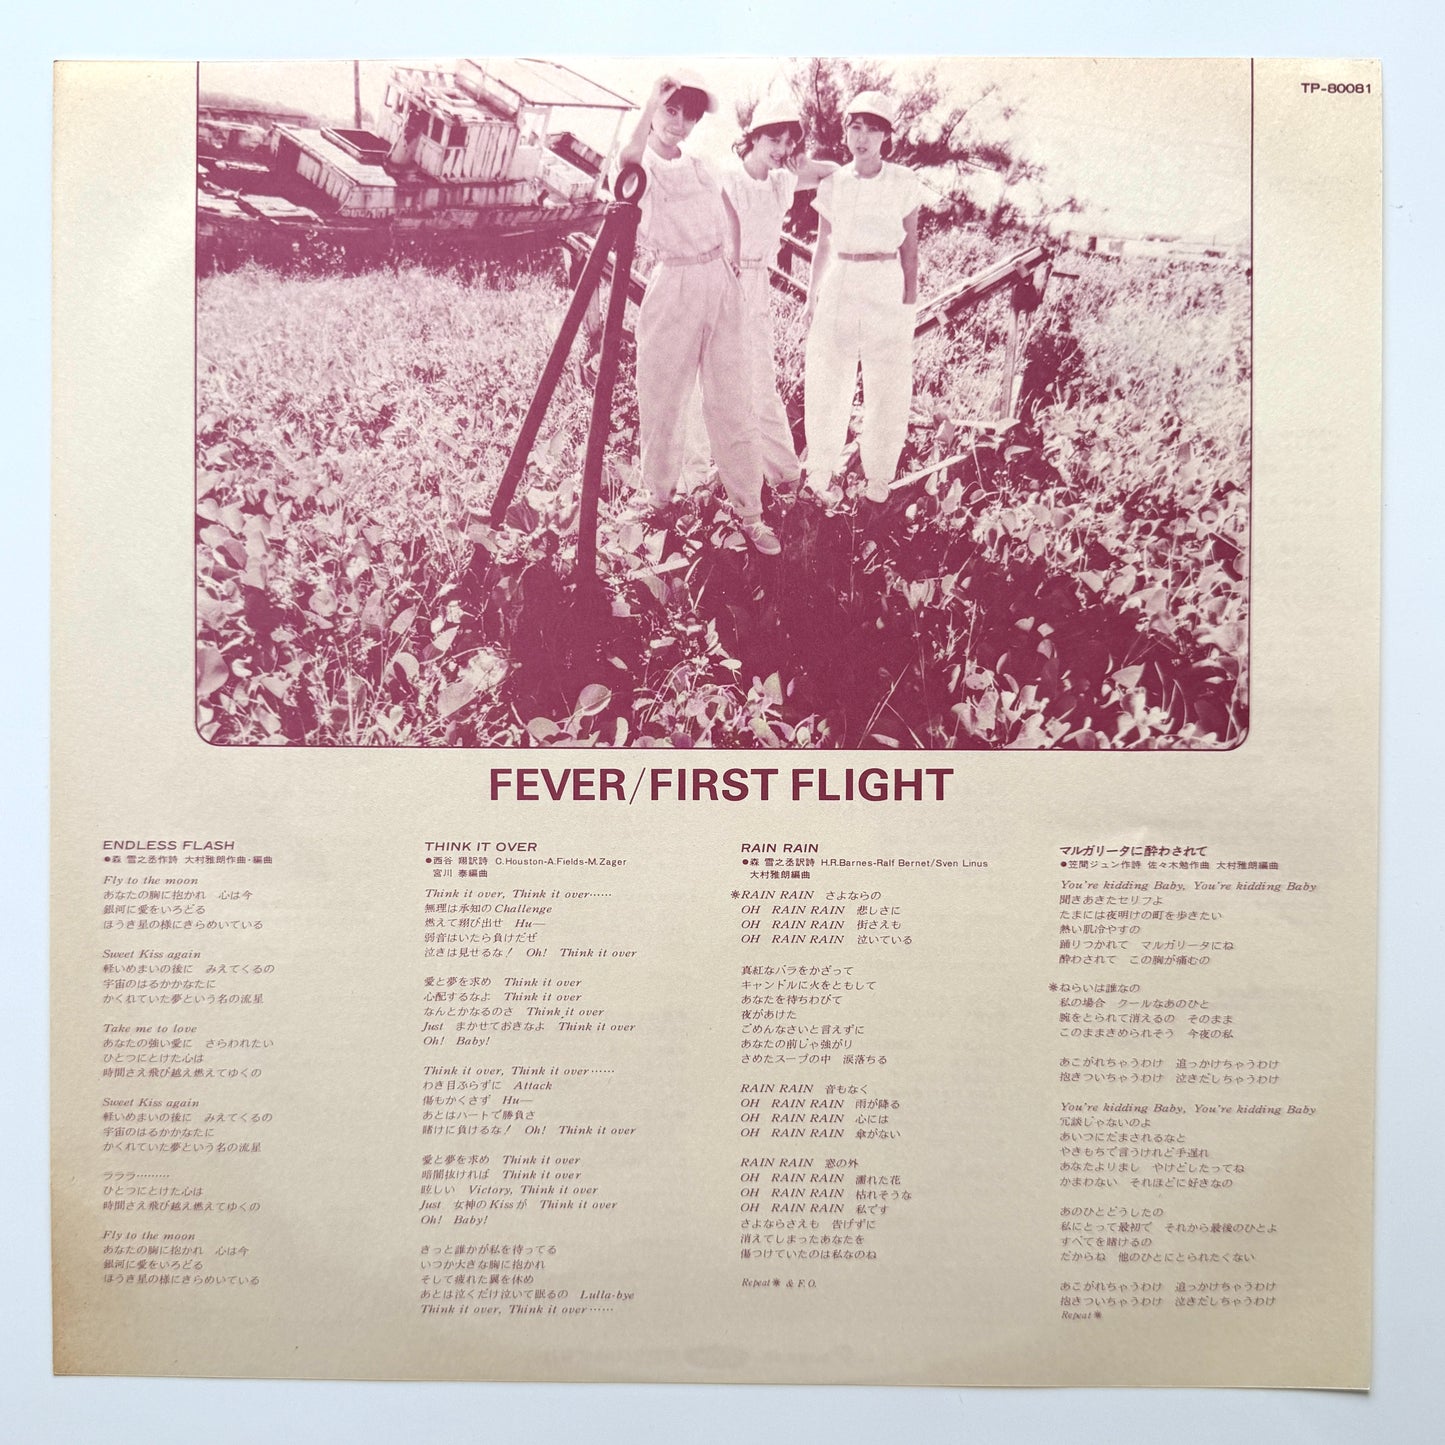 TP-80081
FEVER/FIRST FLIGHT
ENDLESS FLASH
●森 雪之丞作詩 大村雅朗作曲・編曲
Fly to the moon
あなたの胸に抱かれ 心は今
銀河に愛をいろどる
ほうき星の様にきらめいている
Sweet Kiss again
軽いめまいの後に みえてくるの
宇宙のはるかかなたに
かくれていた夢という名の流星
Take me to love
あなたの強い愛に さらわれたい
ひとつにとけた心は
時間さえ飛び越え燃えてゆくの
Sweet Kiss again
軽いめまいの後に みえてくるの
宇宙のはるかかなたに
かくれていた夢という名の流星
ラララ………
ひとつにとけた心は
時間さえ飛び越え燃えてゆくの
Fly to the moon
あなたの胸に抱かれ 心は今
銀河に愛をいろどる
ほうき星の様にきらめいている
THINK IT OVER
●西谷 翔訳詩 C.Houston-A.Fields-M.Zager
宮川 泰編曲
Think it over, Think it over……
無理は承知のChallenge
燃えて翔び出せ Hu—
弱音はいたら負けだぜ
泣きは見せるな! Oh! Think it over
愛と夢を求め Think it over
心配するなよ Think it over
なんとかなるのさ Think it over
Just まかせておきなよ Think it over
Oh! Baby!
Think it over, Think it over……
わき目ふらずに Attack
傷もかくさず Hu—
あとはハートで勝負さ
賭けに負けるな! Oh! Think it over
愛と夢を求め Think it over
暗闇抜ければ Think it over
眩しい Victory, Think it over
Just 女神のKissが Think it over
Oh! Baby!
きっと誰かが私を待ってる
いつか大きな胸に抱かれ
そして疲れた翼を休め
あとは泣くだけ泣いて眠るの Lulla-bye
Think it over, Think it over……
RAIN RAIN
●森 雪之丞訳詩 H.R.Barnes-Ralf Bernet/Sven Linus
大村雅朗編曲
※RAIN RAIN さよならの
OH RAIN RAIN 悲しさに
OH RAIN RAIN 街さえも
OH RAIN RAIN 泣いている
真紅なバラをかざって
キャンドルに火をともして
あなたを待ちわびて
夜があけた
ごめんなさいと言えずに
あなたの前じゃ強がり
さめたスープの中 涙落ちる
RAIN RAIN 音もなく
OH RAIN RAIN 雨が降る
OH RAIN RAIN 心には
OH RAIN RAIN 傘がない
RAIN RAIN 窓の外
OH RAIN RAIN 濡れた花
OH RAIN RAIN 枯れそうな
OH RAIN RAIN 私です
さよならさえも 告げずに
消えてしまったあなたを
傷つけていたのは私なのね
Repeat※ & F.O.
マルガリータに酔わされて
●笠間ジュン作詩 佐々木勉作曲 大村雅朗編曲
You're kidding Baby, You're kidding Baby
聞きあきたセリフよ
たまには夜明けの町を歩きたい
熱い肌冷やすの
踊りつかれて マルガリータにね
酔わされて この胸が痛むの
※ねらいは誰なの
私の場合 クールなあのひと
腕をとられて消えるの そのまま
このままきめられそう 今夜の私
あこがれちゃうわけ 追っかけちゃうわけ
抱きついちゃうわけ 泣きだしちゃうわけ
You're kidding Baby, You're kidding Baby
冗談じゃないのよ
あいつにだまされるなと
やきもちで言うけれど手遅れ
あなたよりまし やけどしたってね
かまわない それほどに好きなの
あのひとどうしたの
私にとって最初で それから最後のひとよ
すべてを賭けるの
だからね 他のひとにとられたくない
あこがれちゃうわけ 追っかけちゃうわけ
抱きついちゃうわけ 泣きだしちゃうわけ
Repeat※